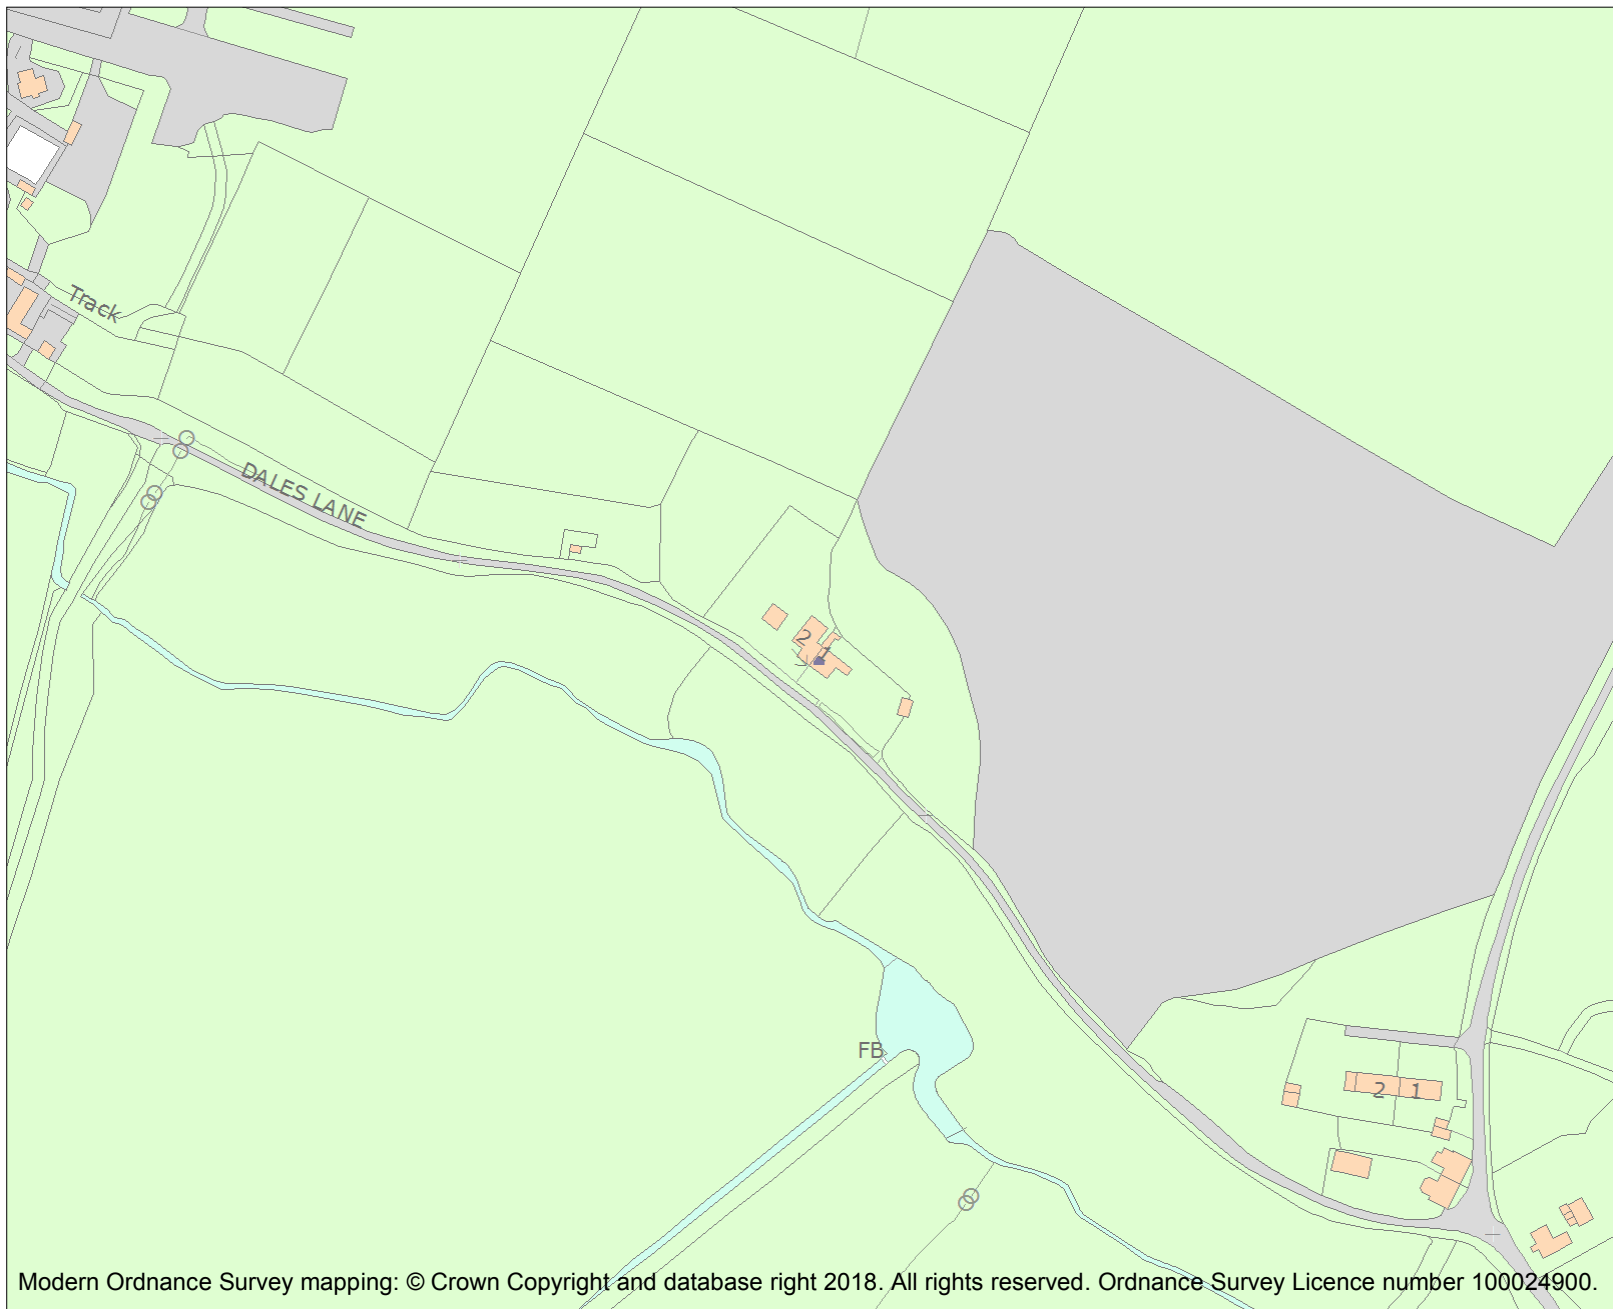 Track
DALES LANE
2
1
FB
2 1
Modern Ordnance Survey mapping: © Crown Copyright and database right 2018. All rights reserved. Ordnance Survey Licence number 100024900.